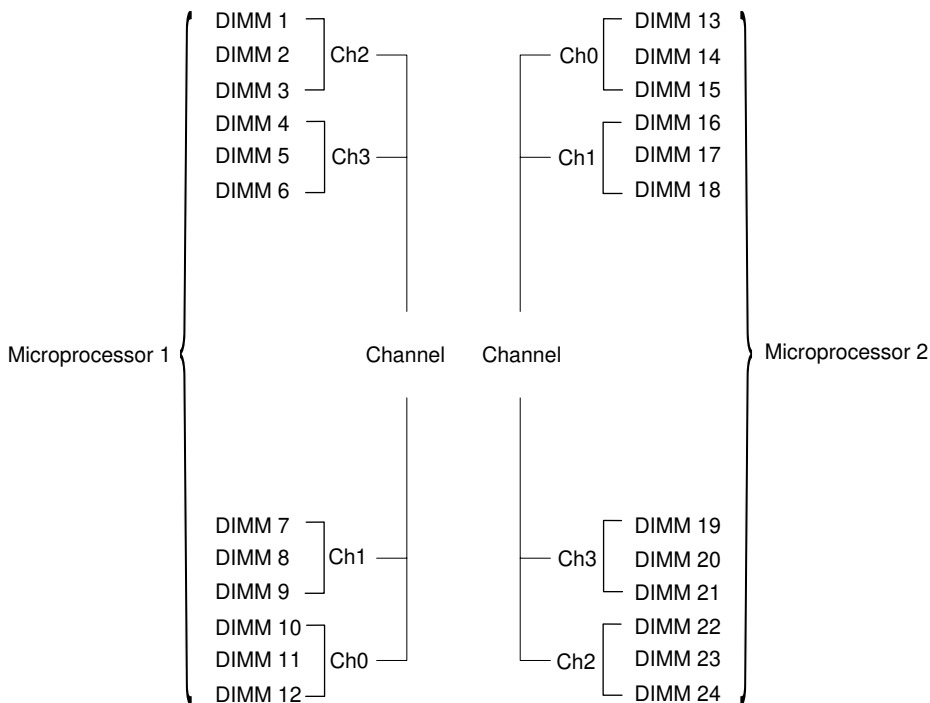 DIMM 1
DIMM 2
DIMM 3
Ch2
DIMM 4
DIMM 5
DIMM 6
Ch3
Microprocessor 1
Channel
DIMM 7
DIMM 8
DIMM 9
Ch1
DIMM 10
DIMM 11
DIMM 12
Ch0
DIMM 13
DIMM 14
DIMM 15
Ch0
DIMM 16
DIMM 17
DIMM 18
Ch1
Channel
Microprocessor 2
DIMM 19
DIMM 20
DIMM 21
Ch3
DIMM 22
DIMM 23
DIMM 24
Ch2